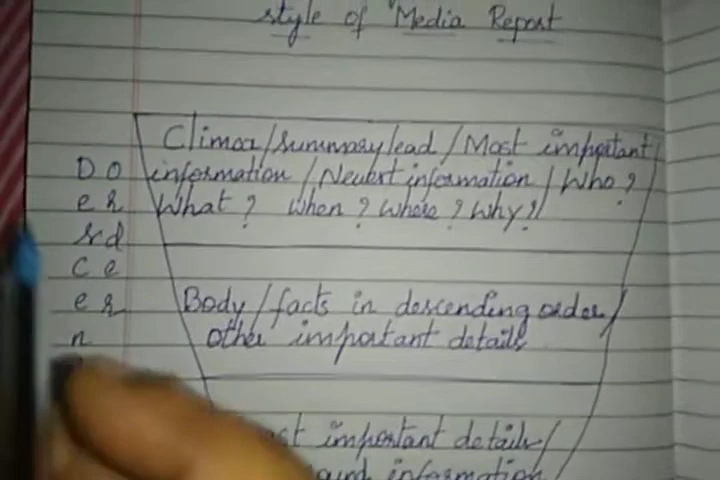 style of Media Report
Climax/Summary lead/Most important
information/Newest information/Who?
What? When? Where? Why?/
Body/facts in descending order/
other important details
important details/
information
D O
e r
s d
c e
e r
n